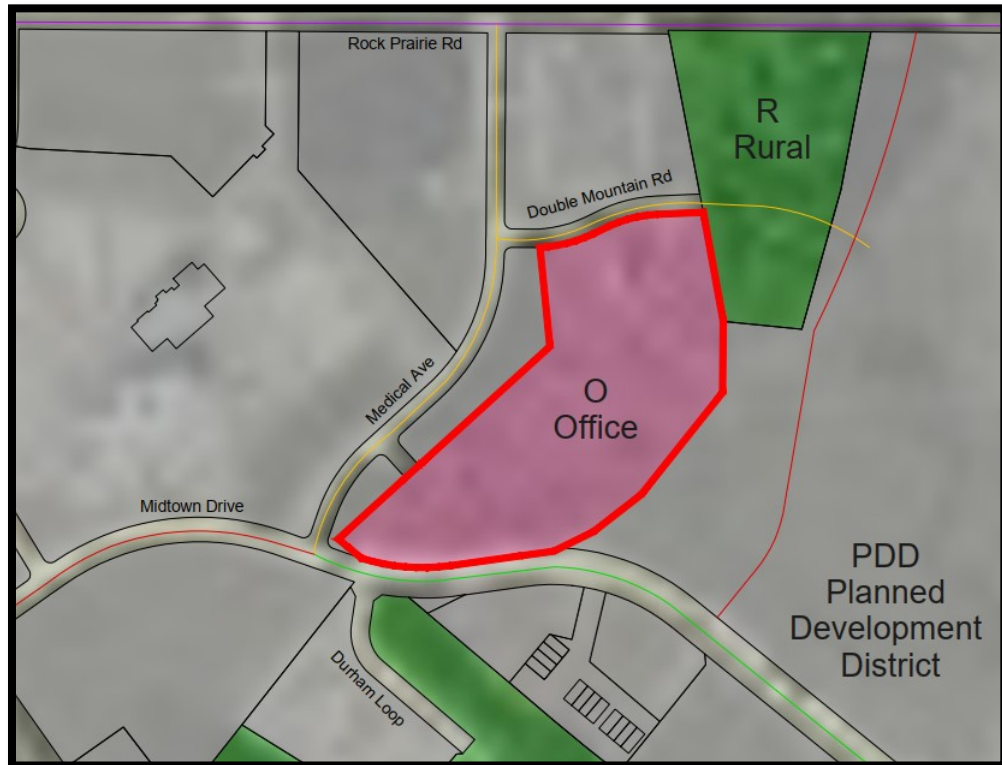 Rock Prairie Rd
R
Rural
Double Mountain Rd
O
Office
Medical Ave
Midtown Drive
PDD
Planned
Development
District
Durham Loop